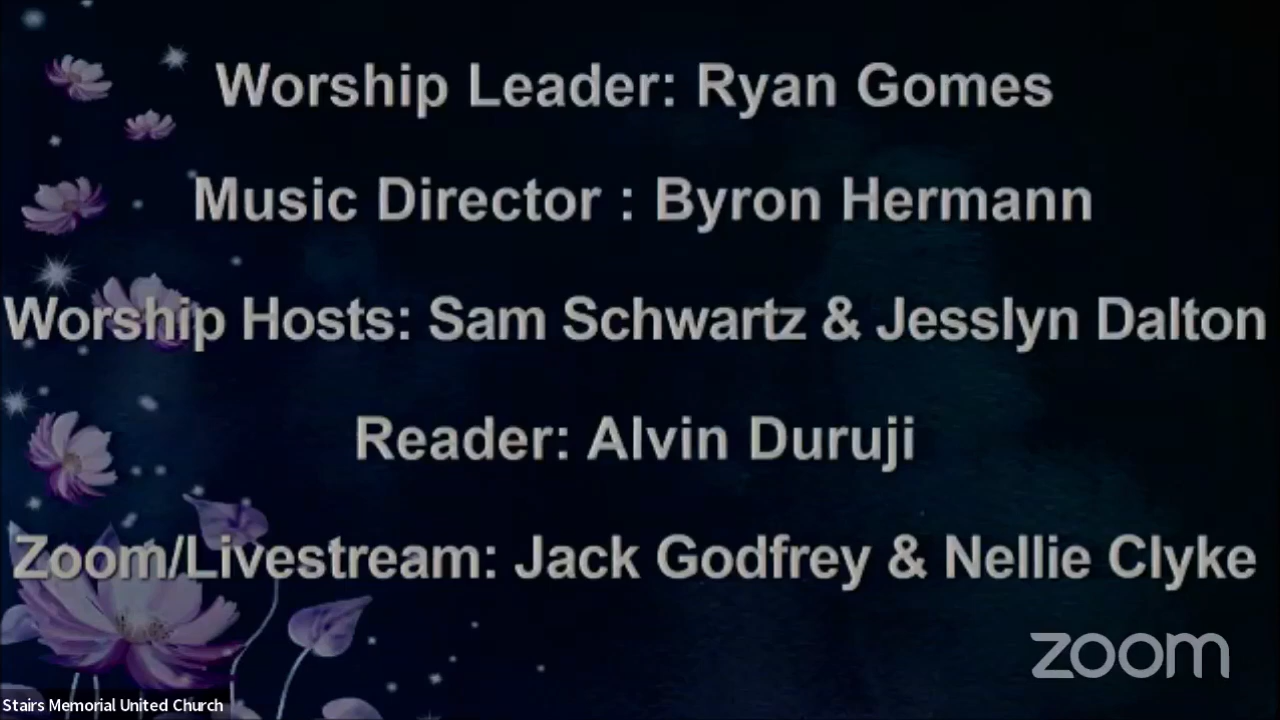 Worship Leader: Ryan Gomes
Music Director : Byron Hermann
Worship Hosts: Sam Schwartz & Jesslyn Dalton
Reader: Alvin Duruji
Zoom/Livestream: Jack Godfrey & Nellie Clyke
zoom
Stairs Memorial United Church